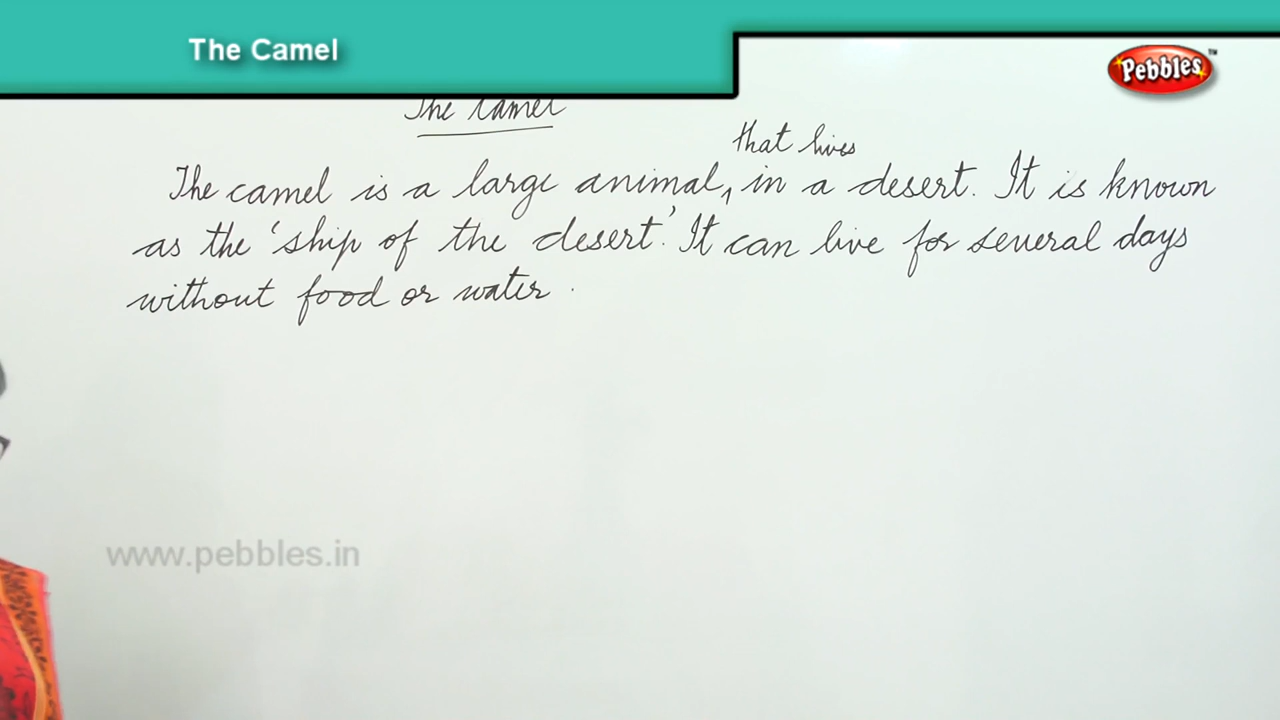 The Camel
Pebbles™
The Camel
that lives
The camel is a large animal, in a desert. It is known
as the 'ship of the desert.' It can live for several days
without food or water.
www.pebbles.in